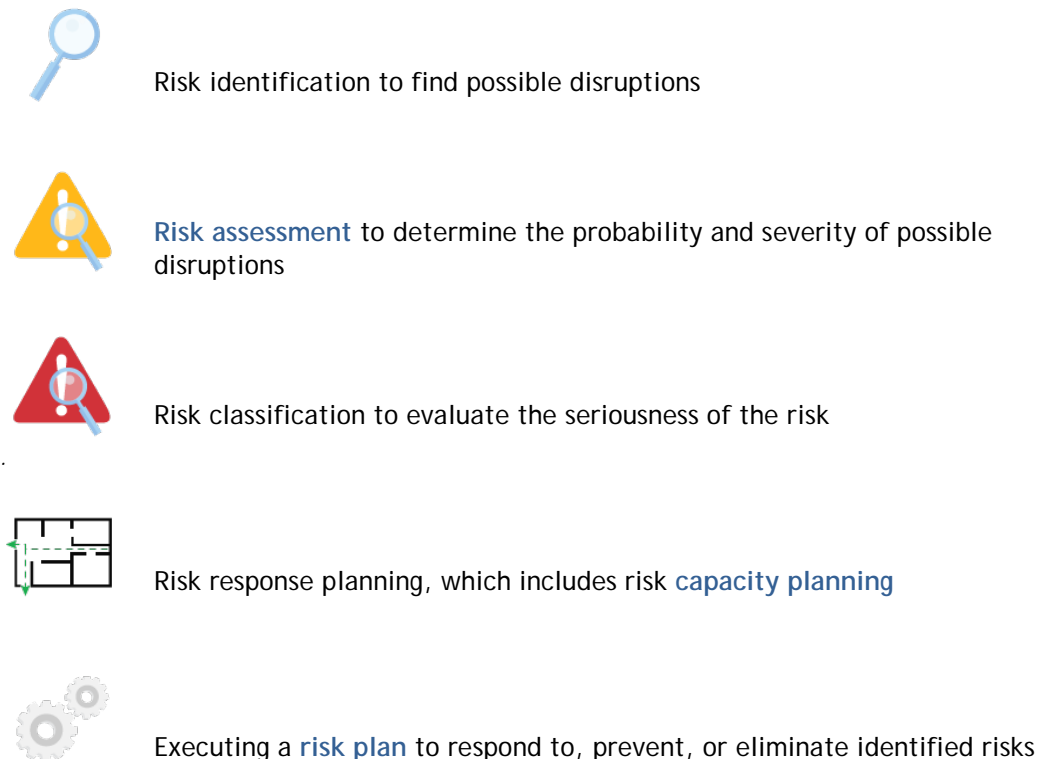 Risk identification to find possible disruptions
Risk assessment to determine the probability and severity of possible
disruptions
Risk classification to evaluate the seriousness of the risk
.
Risk response planning, which includes risk capacity planning
Executing a risk plan to respond to, prevent, or eliminate identified risks